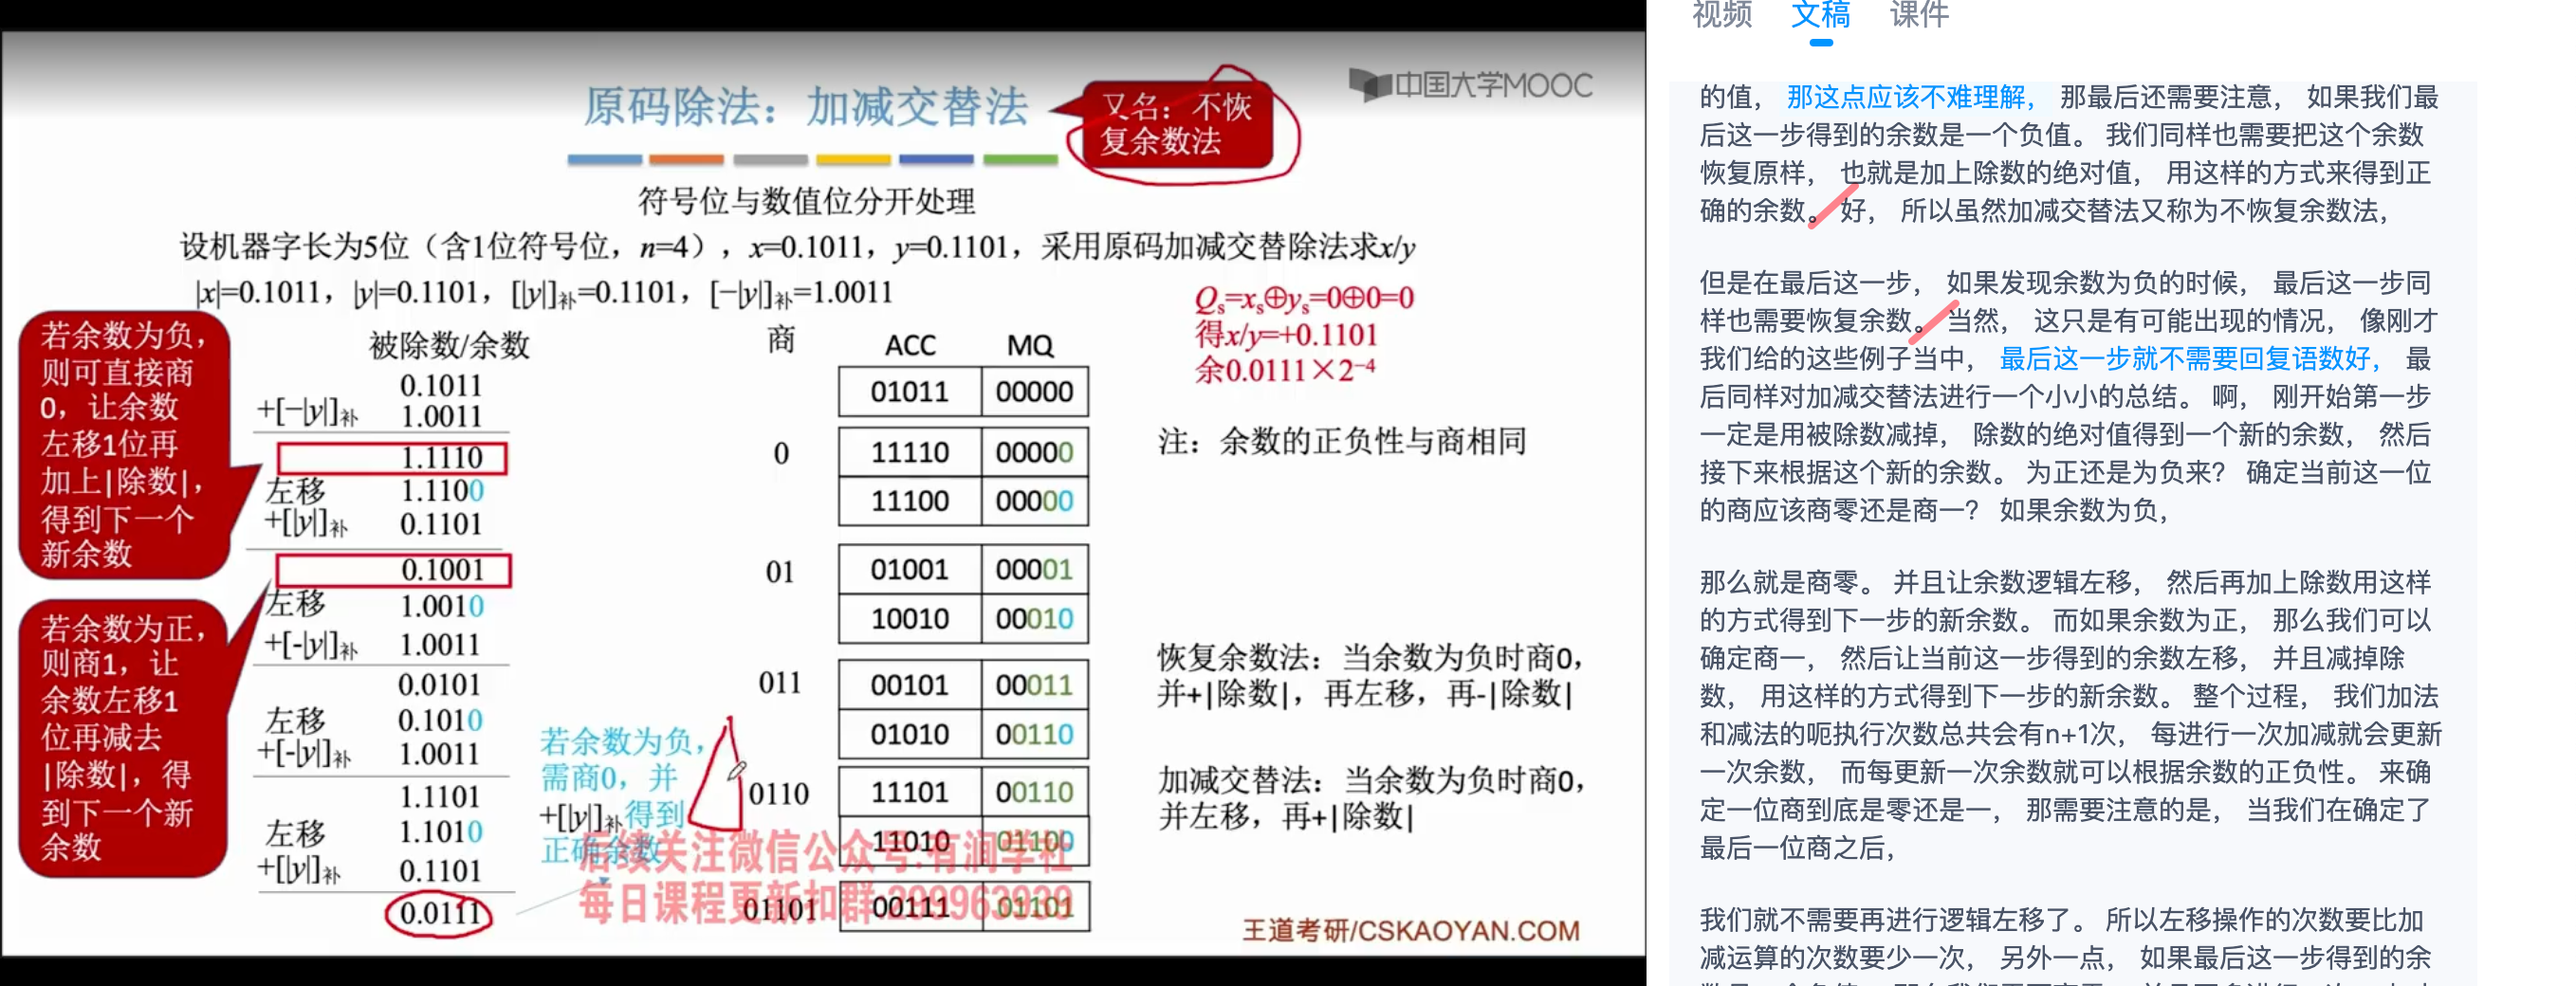 中国大学MOOC
原码除法：加减交替法
又名：不恢
复余数法
符号位与数值位分开处理
设机器字长为5位（含1位符号位，n=4），x=0.1011，y=0.1101，采用原码加减交替除法求x/y
|x|=0.1011，|y|=0.1101，[|y|]补=0.1101，[−|y|]补=1.0011
Qs=xs⊕ys=0⊕0=0
得x/y=+0.1101
余0.0111×2⁻⁴
若余数为负，
则可直接商
0，让余数
左移1位再
加上|除数|，
得到下一个
新余数
若余数为正，
则商1，让
余数左移1
位再减去
|除数|，得
到下一个新
余数
被除数/余数
0.1011
+[−|y|]补 1.0011
1.1110
左移 1.1100
+[|y|]补 0.1101
0.1001
左移 1.0010
+[-|y|]补 1.0011
0.0101
左移 0.1010
+[-|y|]补 1.0011
1.1101
左移 1.1010
+[|y|]补 0.1101
0.0111
若余数为负，
需商0，并
+[|y|]补得到
正确余数
商 ACC MQ
01011 00000
0 11110 00000
11100 00000
01 01001 00001
10010 00010
011 00101 00011
01010 00110
0110 11101 00110
11010 01100
01101 00111 01101
注：余数的正负性与商相同
恢复余数法：当余数为负时商0，
并+|除数|，再左移，再-|除数|
加减交替法：当余数为负时商0，
并左移，再+|除数|
后续关注微信公众号:有润学社
每日课程更新扣群:299963939
王道考研/CSKAOYAN.COM
视频 文稿 课件
的值， 那这点应该不难理解， 那最后还需要注意， 如果我们最
后这一步得到的余数是一个负值。 我们同样也需要把这个余数
恢复原样， 也就是加上除数的绝对值， 用这样的方式来得到正
确的余数。 好， 所以虽然加减交替法又称为不恢复余数法，
但是在最后这一步， 如果发现余数为负的时候， 最后这一步同
样也需要恢复余数。 当然， 这只是有可能出现的情况， 像刚才
我们给的这些例子当中， 最后这一步就不需要回复语数好， 最
后同样对加减交替法进行一个小小的总结。 啊， 刚开始第一步
一定是用被除数减掉， 除数的绝对值得到一个新的余数， 然后
接下来根据这个新的余数。 为正还是为负来？ 确定当前这一位
的商应该商零还是商一？ 如果余数为负，
那么就是商零。 并且让余数逻辑左移， 然后再加上除数用这样
的方式得到下一步的新余数。 而如果余数为正， 那么我们可以
确定商一， 然后让当前这一步得到的余数左移， 并且减掉除
数， 用这样的方式得到下一步的新余数。 整个过程， 我们加法
和减法的呃执行次数总共会有n+1次， 每进行一次加减就会更新
一次余数， 而每更新一次余数就可以根据余数的正负性。 来确
定一位商到底是零还是一， 那需要注意的是， 当我们在确定了
最后一位商之后，
我们就不需要再进行逻辑左移了。 所以左移操作的次数要比加
减运算的次数要少一次， 另外一点， 如果最后这一步得到的余